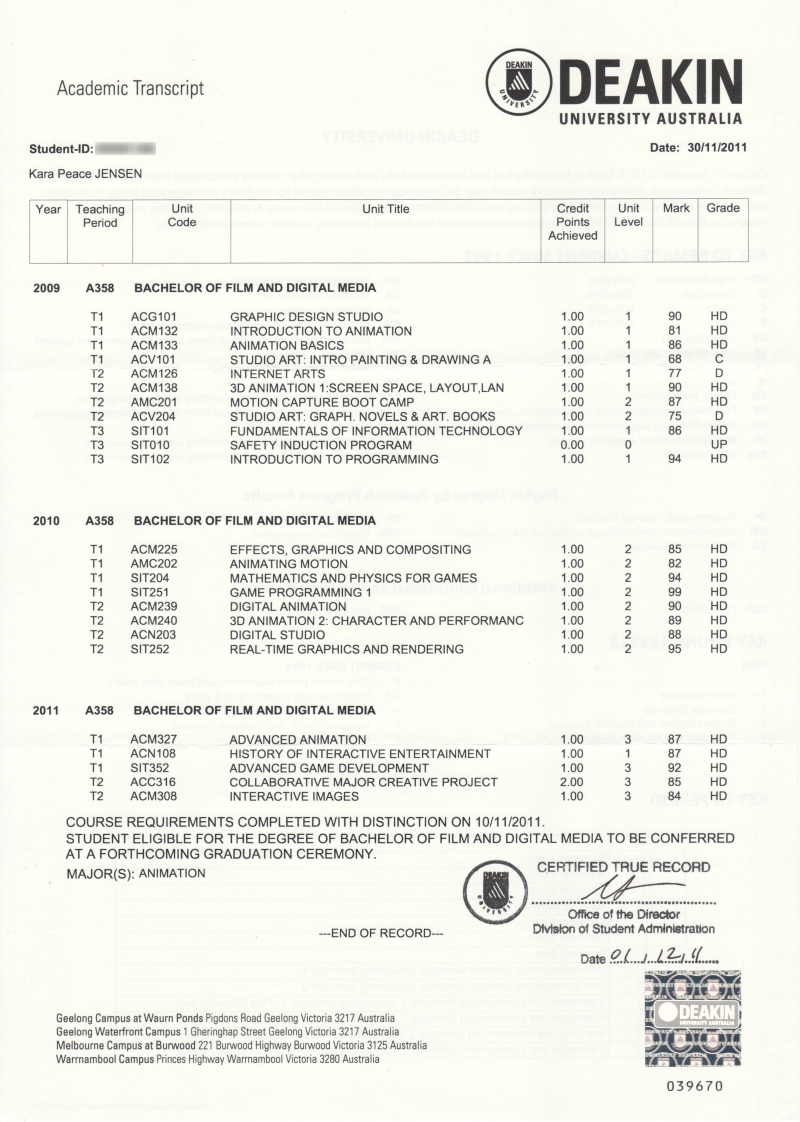 Academic Transcript
DEAKIN
UNIVERSITY
DEAKIN
UNIVERSITY AUSTRALIA
Student-ID:
Date: 30/11/2011
Kara Peace JENSEN
Year Teaching Period Unit Code Unit Title Credit Points Achieved Unit Level Mark Grade
2009 A358 BACHELOR OF FILM AND DIGITAL MEDIA
T1 ACG101 GRAPHIC DESIGN STUDIO 1.00 1 90 HD
T1 ACM132 INTRODUCTION TO ANIMATION 1.00 1 81 HD
T1 ACM133 ANIMATION BASICS 1.00 1 86 HD
T1 ACV101 STUDIO ART: INTRO PAINTING & DRAWING A 1.00 1 68 C
T2 ACM126 INTERNET ARTS 1.00 1 77 D
T2 ACM138 3D ANIMATION 1:SCREEN SPACE, LAYOUT,LAN 1.00 1 90 HD
T2 AMC201 MOTION CAPTURE BOOT CAMP 1.00 2 87 HD
T2 ACV204 STUDIO ART: GRAPH. NOVELS & ART. BOOKS 1.00 2 75 D
T3 SIT101 FUNDAMENTALS OF INFORMATION TECHNOLOGY 1.00 1 86 HD
T3 SIT010 SAFETY INDUCTION PROGRAM 0.00 0 UP
T3 SIT102 INTRODUCTION TO PROGRAMMING 1.00 1 94 HD
2010 A358 BACHELOR OF FILM AND DIGITAL MEDIA
T1 ACM225 EFFECTS, GRAPHICS AND COMPOSITING 1.00 2 85 HD
T1 AMC202 ANIMATING MOTION 1.00 2 82 HD
T1 SIT204 MATHEMATICS AND PHYSICS FOR GAMES 1.00 2 94 HD
T1 SIT251 GAME PROGRAMMING 1 1.00 2 99 HD
T2 ACM239 DIGITAL ANIMATION 1.00 2 90 HD
T2 ACM240 3D ANIMATION 2: CHARACTER AND PERFORMANC 1.00 2 89 HD
T2 ACN203 DIGITAL STUDIO 1.00 2 88 HD
T2 SIT252 REAL-TIME GRAPHICS AND RENDERING 1.00 2 95 HD
2011 A358 BACHELOR OF FILM AND DIGITAL MEDIA
T1 ACM327 ADVANCED ANIMATION 1.00 3 87 HD
T1 ACN108 HISTORY OF INTERACTIVE ENTERTAINMENT 1.00 1 87 HD
T1 SIT352 ADVANCED GAME DEVELOPMENT 1.00 3 92 HD
T2 ACC316 COLLABORATIVE MAJOR CREATIVE PROJECT 2.00 3 85 HD
T2 ACM308 INTERACTIVE IMAGES 1.00 3 84 HD
COURSE REQUIREMENTS COMPLETED WITH DISTINCTION ON 10/11/2011.
STUDENT ELIGIBLE FOR THE DEGREE OF BACHELOR OF FILM AND DIGITAL MEDIA TO BE CONFERRED
AT A FORTHCOMING GRADUATION CEREMONY.
MAJOR(S): ANIMATION
DEAKIN
UNIVERSITY
CERTIFIED TRUE RECORD
Office of the Director
Division of Student Administration
---END OF RECORD---
Date 01/12/11
Geelong Campus at Waurn Ponds Pigdons Road Geelong Victoria 3217 Australia
Geelong Waterfront Campus 1 Gheringhap Street Geelong Victoria 3217 Australia
Melbourne Campus at Burwood 221 Burwood Highway Burwood Victoria 3125 Australia
Warrnambool Campus Princes Highway Warrnambool Victoria 3280 Australia
DEAKIN
UNIVERSITY AUSTRALIA
039670